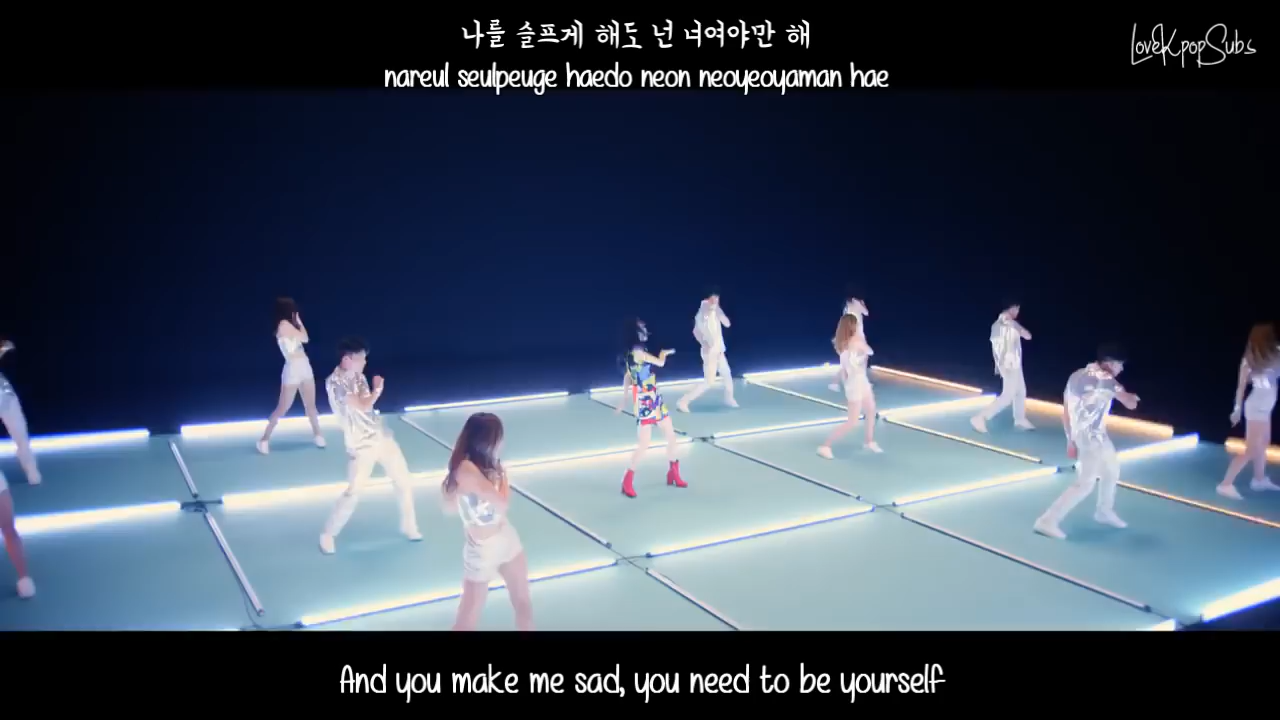 나를 슬프게 해도 넌 너여야만 해
LoveKpopSubs
nareul seulpeuge haedo neon neoyeoyaman hae
And you make me sad, you need to be yourself